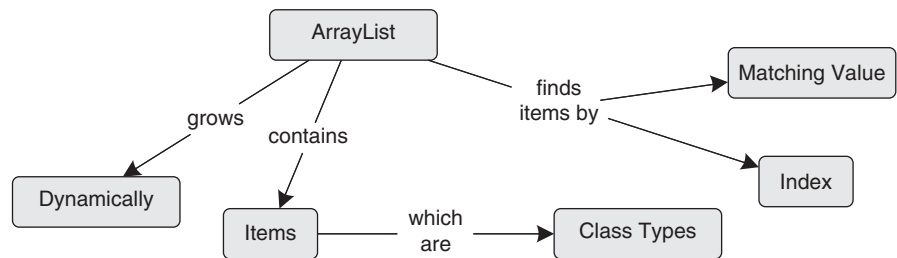 ArrayList
grows
contains
finds
items by
Matching Value
Index
Dynamically
Items
which
are
Class Types